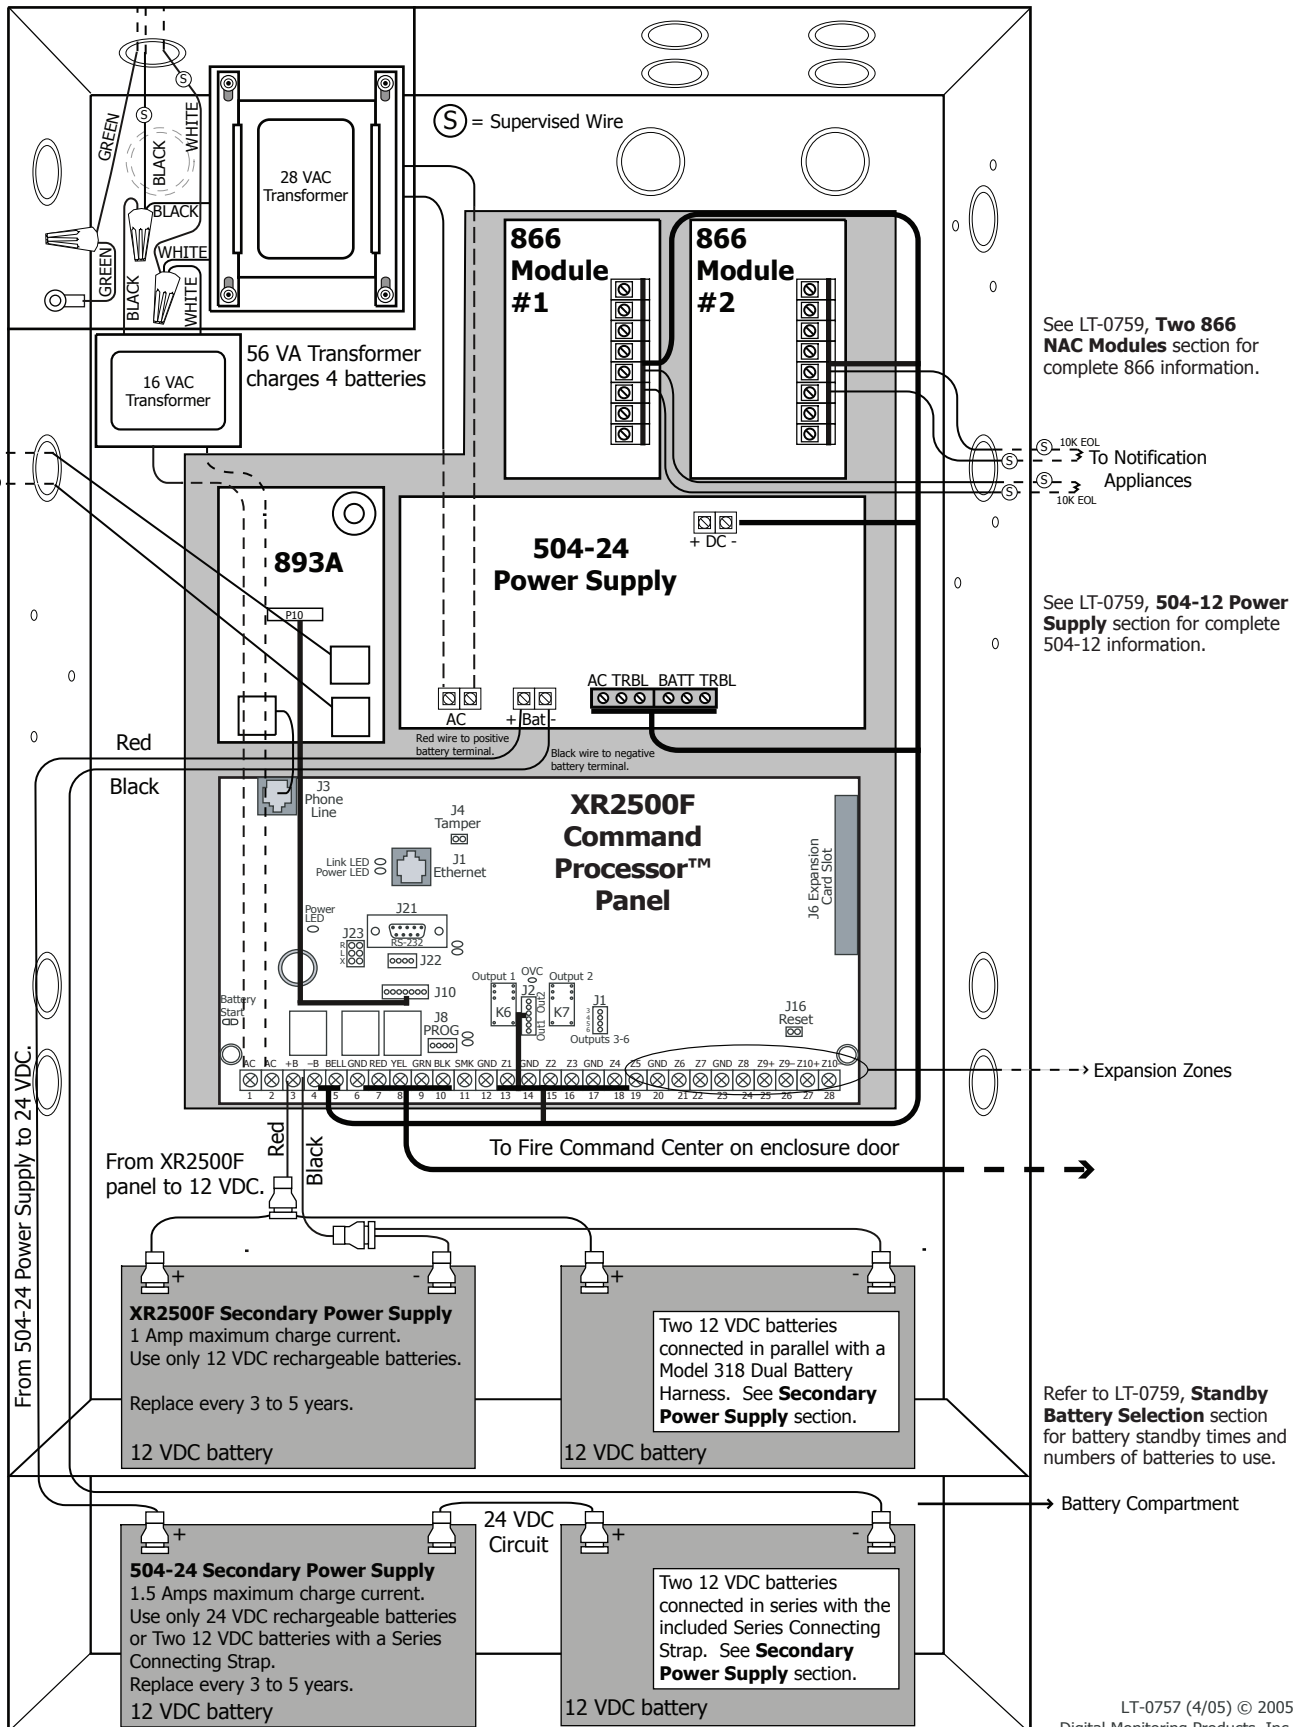 S = Supervised Wire
GREEN
BLACK
WHITE
BLACK
WHITE
GREEN
BLACK
WHITE
S
S
28 VAC
Transformer
16 VAC
Transformer
56 VA Transformer
charges 4 batteries
866
Module
#1
866
Module
#2
See LT-0759, Two 866
NAC Modules section for
complete 866 information.
S 10K EOL
S
To Notification
Appliances
S
S 10K EOL
893A
P10
504-24
Power Supply
+ DC -
See LT-0759, 504-12 Power
Supply section for complete
504-12 information.
AC
+ Bat -
AC TRBL BATT TRBL
Red wire to positive
battery terminal.
Black wire to negative
battery terminal.
Red
Black
J3
Phone
Line
J4
Tamper
J1
Ethernet
Link LED
Power LED
XR2500F
Command
Processor™
Panel
J6 Expansion
Card Slot
Power
LED
J21
RS-232
J23
R
L
X
J22
J10
Battery
Start
J8
PROG
Output 1
OVC
Output 2
K6
J2
Out1 Out2
K7
J1
3
4
5
6
Outputs 3-6
J16
Reset
AC AC +B -B BELL GND RED YEL GRN BLK SMK GND Z1 GND Z2 Z3 GND Z4 Z5 GND Z6 Z7 GND Z8 Z9+ Z9- Z10+ Z10-
1 2 3 4 5 6 7 8 9 10 11 12 13 14 15 16 17 18 19 20 21 22 23 24 25 26 27 28
Expansion Zones
Red
Black
To Fire Command Center on enclosure door
From XR2500F
panel to 12 VDC.
From 504-24 Power Supply to 24 VDC.
+ -
XR2500F Secondary Power Supply
1 Amp maximum charge current.
Use only 12 VDC rechargeable batteries.
Replace every 3 to 5 years.
12 VDC battery
+ -
Two 12 VDC batteries
connected in parallel with a
Model 318 Dual Battery
Harness. See Secondary
Power Supply section.
12 VDC battery
Refer to LT-0759, Standby
Battery Selection section
for battery standby times and
numbers of batteries to use.
Battery Compartment
+
24 VDC
Circuit
+ -
504-24 Secondary Power Supply
1.5 Amps maximum charge current.
Use only 24 VDC rechargeable batteries
or Two 12 VDC batteries with a Series
Connecting Strap.
Replace every 3 to 5 years.
12 VDC battery
Two 12 VDC batteries
connected in series with the
included Series Connecting
Strap. See Secondary
Power Supply section.
12 VDC battery
LT-0757 (4/05) © 2005
Digital Monitoring Products, Inc.